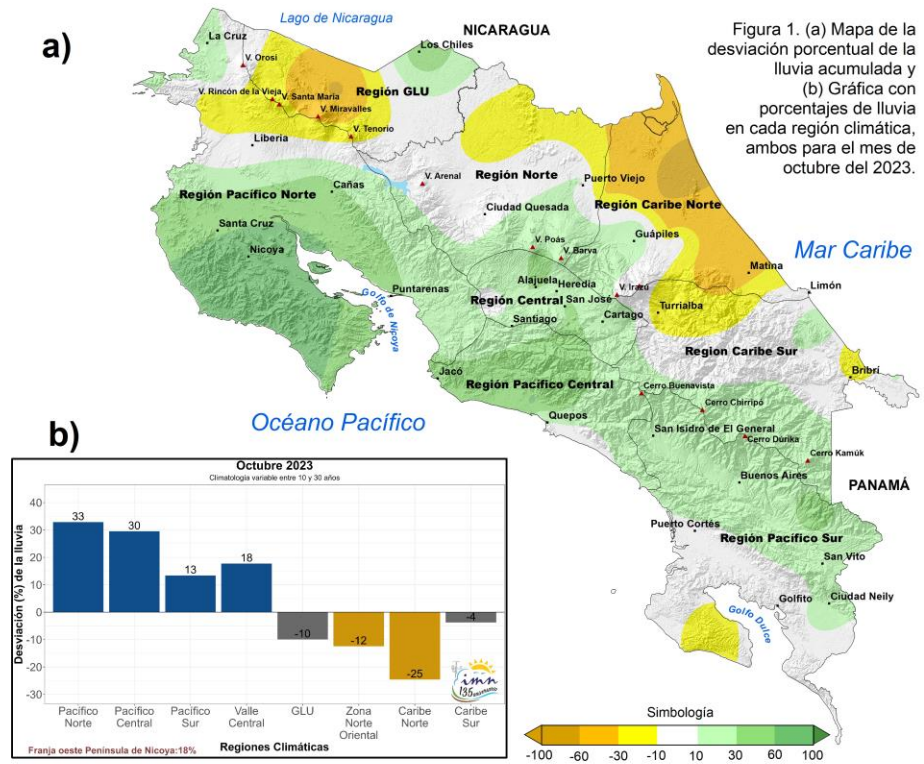 Lago de Nicaragua
NICARAGUA
Figura 1. (a) Mapa de la
desviación porcentual de la
lluvia acumulada y
(b) Gráfica con
porcentajes de lluvia
en cada región climática,
ambos para el mes de
octubre del 2023.
a)
La Cruz
Los Chiles
V. Orosi
Región GLU
V. Rincón de la Vieja
V. Santa María
V. Miravalles
V. Tenorio
Liberia
V. Arenal
Región Norte
Puerto Viejo
Región Pacífico Norte
Cañas
Ciudad Quesada
Región Caribe Norte
Santa Cruz
Guápiles
Nicoya
V. Poás
V. Barva
Mar Caribe
Matina
Alajuela
Heredia
V. Irazú
Limón
Puntarenas
Golfo de Nicoya
Región Central
San José
Turrialba
Santiago
Cartago
Region Caribe Sur
Jacó
Región Pacífico Central
Bribrí
Cerro Buenavista
Cerro Chirripó
Océano Pacífico
Quepos
San Isidro de El General
Cerro Dúrika
Cerro Kamúk
Buenos Aires
PANAMÁ
Puerto Cortés
Región Pacífico Sur
San Vito
Golfito
Ciudad Neily
Golfo Dulce
b)
Octubre 2023
Climatología variable entre 10 y 30 años
Desviación (%) de la lluvia
40
30
20
10
0
-10
-20
-30
33
30
13
18
-10
-12
-25
-4
imn
135 aniversario
Pacífico Norte
Pacífico Central
Pacífico Sur
Valle Central
GLU
Zona Norte Oriental
Caribe Norte
Caribe Sur
Regiones Climáticas
Franja oeste Península de Nicoya:18%
Simbología
-100 -60 -30 -10 10 30 60 100